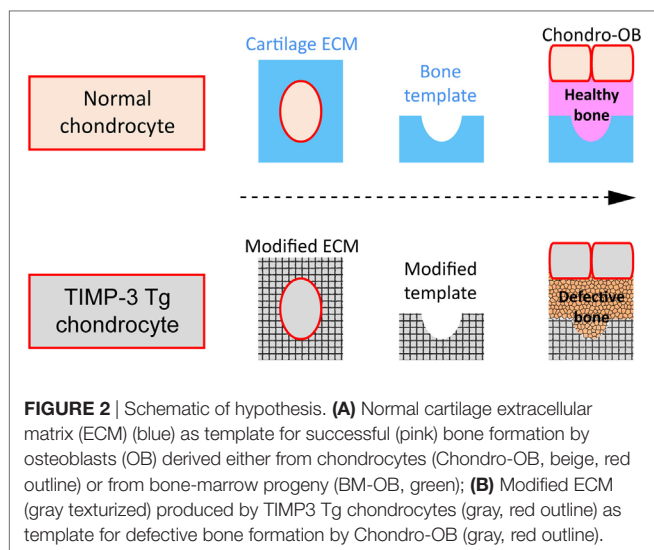 Chondro-OB
Cartilage ECM
Normal
chondrocyte
Bone
template
Healthy
bone
Modified ECM
TIMP-3 Tg
chondrocyte
Modified
template
Defective
bone
FIGURE 2 | Schematic of hypothesis. (A) Normal cartilage extracellular
matrix (ECM) (blue) as template for successful (pink) bone formation by
osteoblasts (OB) derived either from chondrocytes (Chondro-OB, beige, red
outline) or from bone-marrow progeny (BM-OB, green); (B) Modified ECM
(gray texturized) produced by TIMP3 Tg chondrocytes (gray, red outline) as
template for defective bone formation by Chondro-OB (gray, red outline).